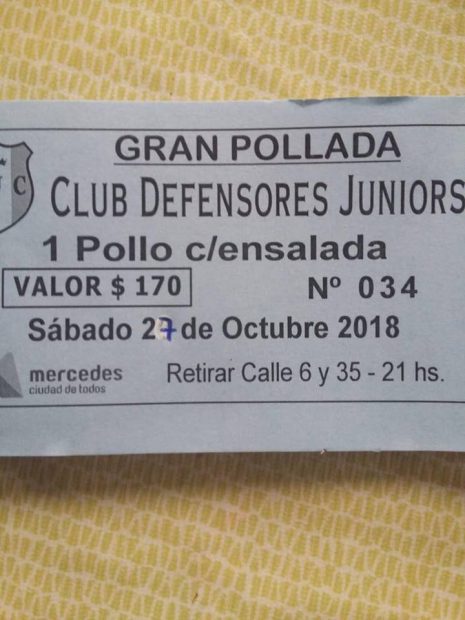 GRAN POLLADA
C
CLUB DEFENSORES JUNIORS
1 Pollo c/ensalada
VALOR $ 170
Nº 034
Sábado 27 de Octubre 2018
mercedes
ciudad de todos
Retirar Calle 6 y 35 - 21 hs.